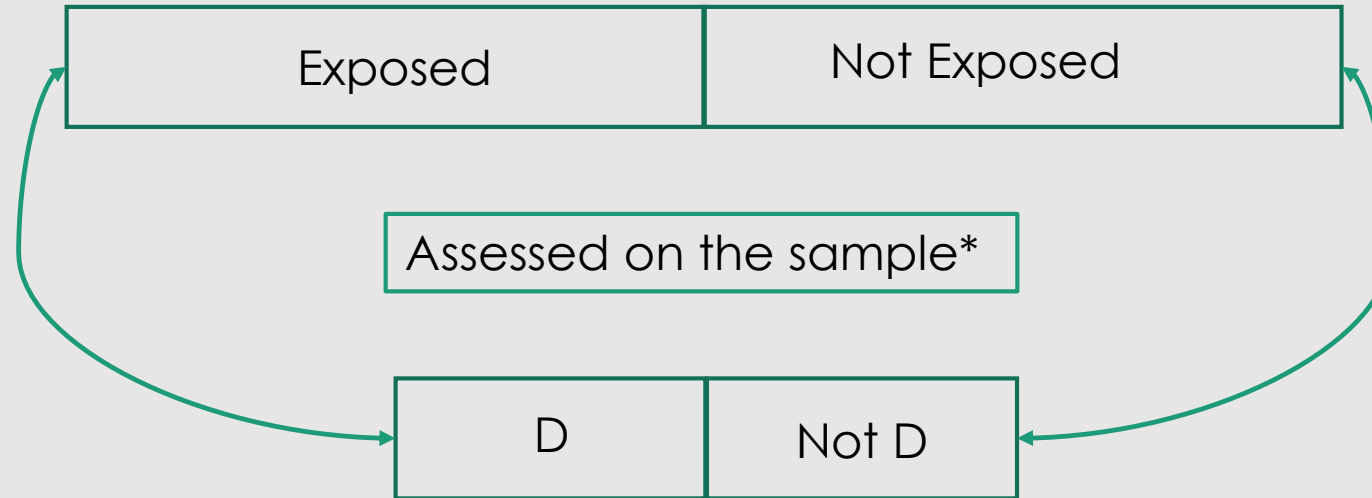 Exposed
Not Exposed
Assessed on the sample*
D
Not D